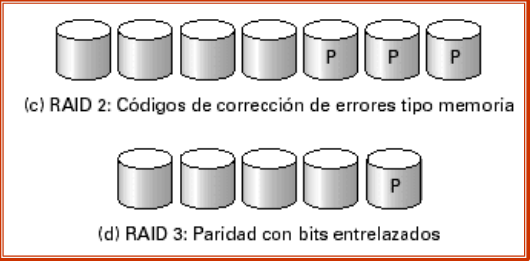 P P P
(c) RAID 2: Códigos de corrección de errores tipo memoria
P
(d) RAID 3: Paridad con bits entrelazados